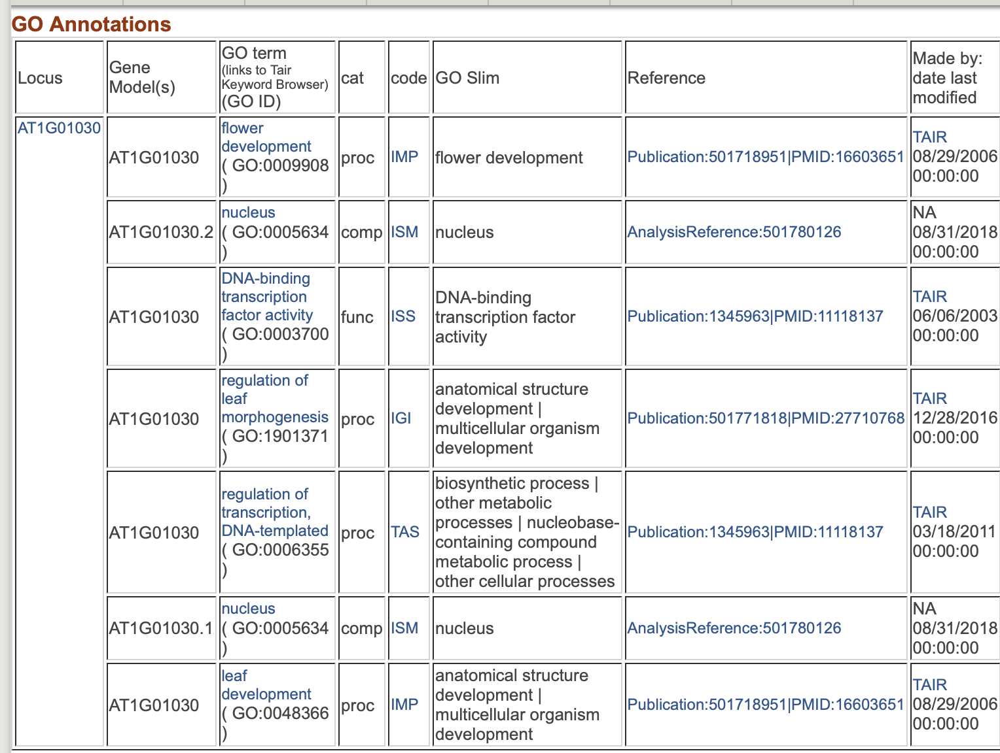 GO Annotations
Locus
Gene
Model(s)
GO term
(links to Tair
Keyword Browser)
(GO ID)
cat
code
GO Slim
Reference
Made by:
date last
modified
AT1G01030
AT1G01030
flower
development
( GO:0009908
)
proc
IMP
flower development
Publication:501718951|PMID:16603651
TAIR
08/29/2006
00:00:00
AT1G01030.2
nucleus
( GO:0005634
)
comp
ISM
nucleus
AnalysisReference:501780126
NA
08/31/2018
00:00:00
AT1G01030
DNA-binding
transcription
factor activity
( GO:0003700
)
func
ISS
DNA-binding
transcription factor
activity
Publication:1345963|PMID:11118137
TAIR
06/06/2003
00:00:00
AT1G01030
regulation of
leaf
morphogenesis
( GO:1901371
)
proc
IGI
anatomical structure
development |
multicellular organism
development
Publication:501771818|PMID:27710768
TAIR
12/28/2016
00:00:00
AT1G01030
regulation of
transcription,
DNA-templated
( GO:0006355
)
proc
TAS
biosynthetic process |
other metabolic
processes | nucleobase-
containing compound
metabolic process |
other cellular processes
Publication:1345963|PMID:11118137
TAIR
03/18/2011
00:00:00
AT1G01030.1
nucleus
( GO:0005634
)
comp
ISM
nucleus
AnalysisReference:501780126
NA
08/31/2018
00:00:00
AT1G01030
leaf
development
( GO:0048366
)
proc
IMP
anatomical structure
development |
multicellular organism
development
Publication:501718951|PMID:16603651
TAIR
08/29/2006
00:00:00